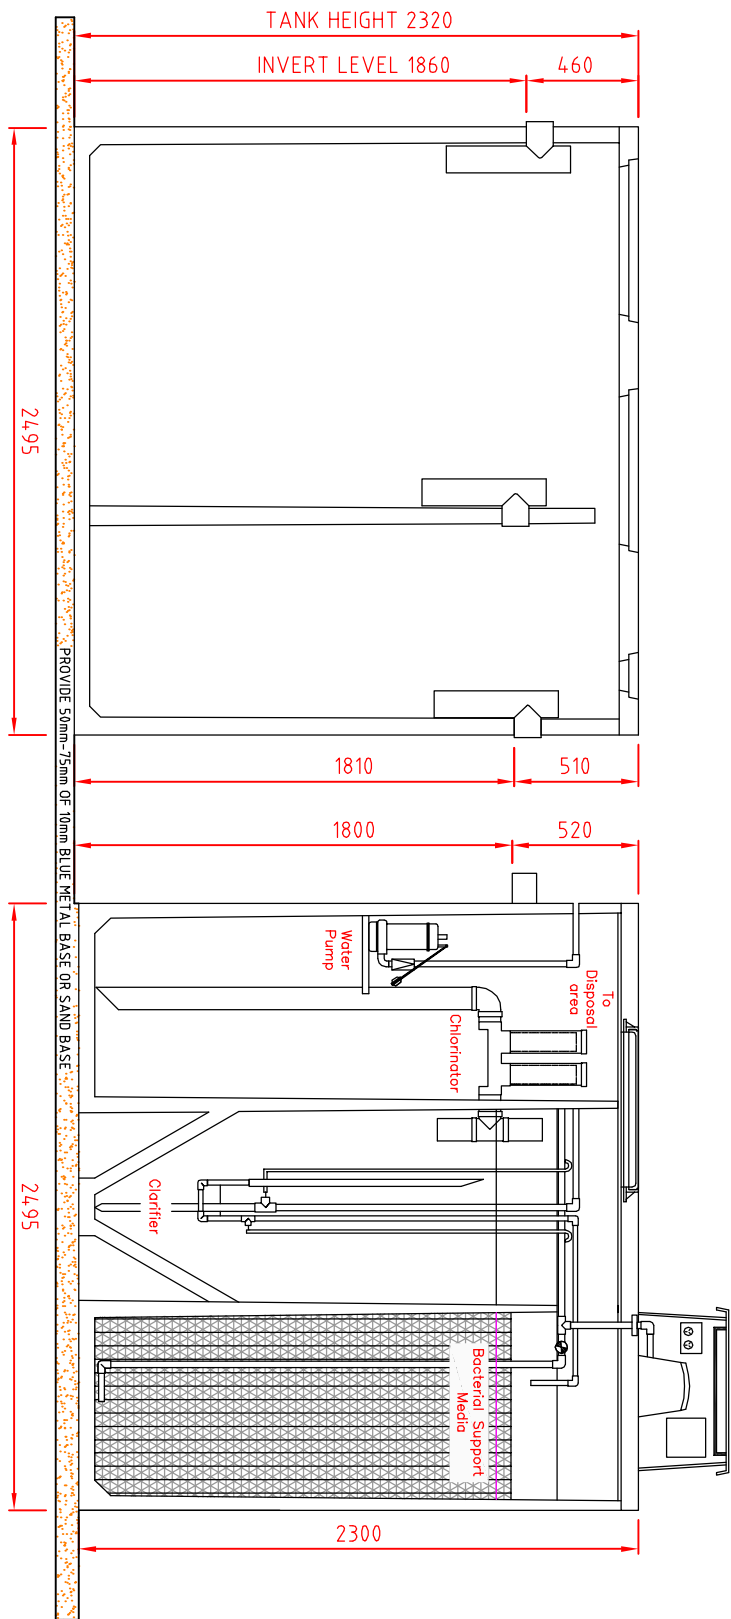 TANK HEIGHT 2320
INVERT LEVEL 1860
460
2495
1810
510
PROVIDE 50mm-75mm OF 10mm BLUE METAL BASE OR SAND BASE
1800
520
Water
Pump
To
Disposal
area
Chlorinator
Clarifier
2495
Bacterial Support
Media
2300